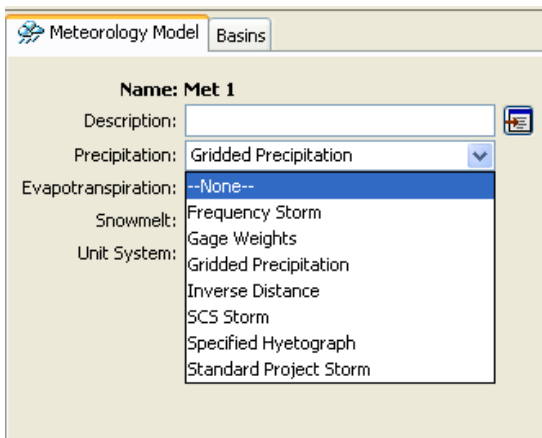 Meteorology Model Basins
Name: Met 1
Description:
Precipitation: Gridded Precipitation
Evapotranspiration: --None--
Snowmelt: Frequency Storm
Unit System: Gage Weights
Gridded Precipitation
Inverse Distance
SCS Storm
Specified Hyetograph
Standard Project Storm